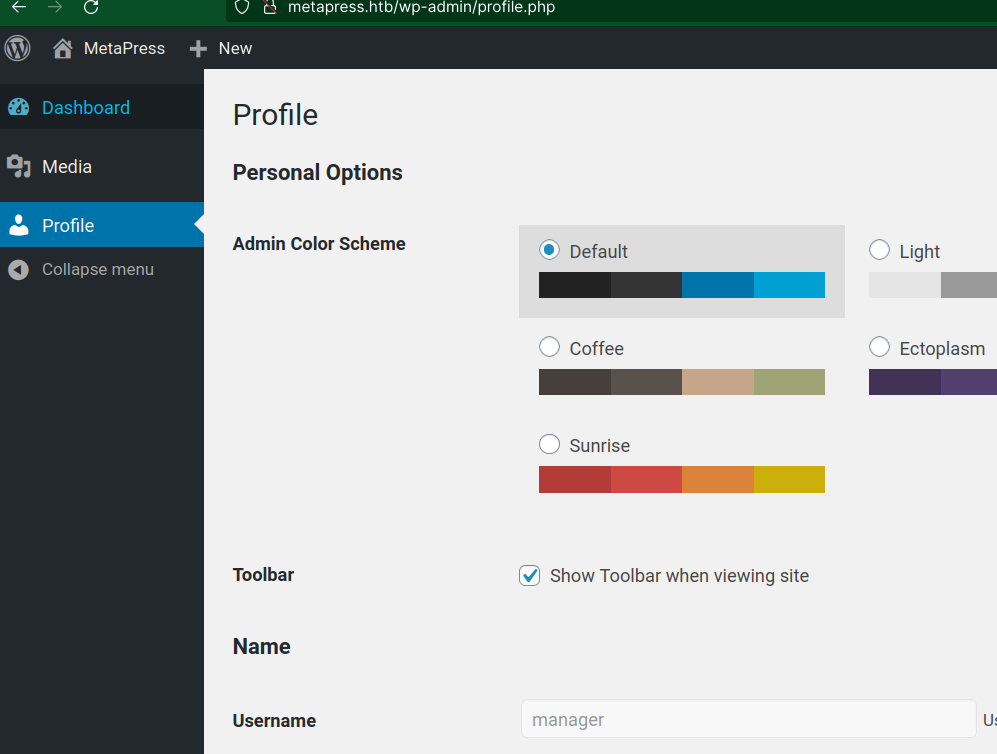 metapress.htb/wp-admin/profile.php
MetaPress
New
Dashboard
Media
Profile
Collapse menu
Profile
Personal Options
Admin Color Scheme
Default
Light
Coffee
Ectoplasm
Sunrise
Toolbar
Show Toolbar when viewing site
Name
Username
manager